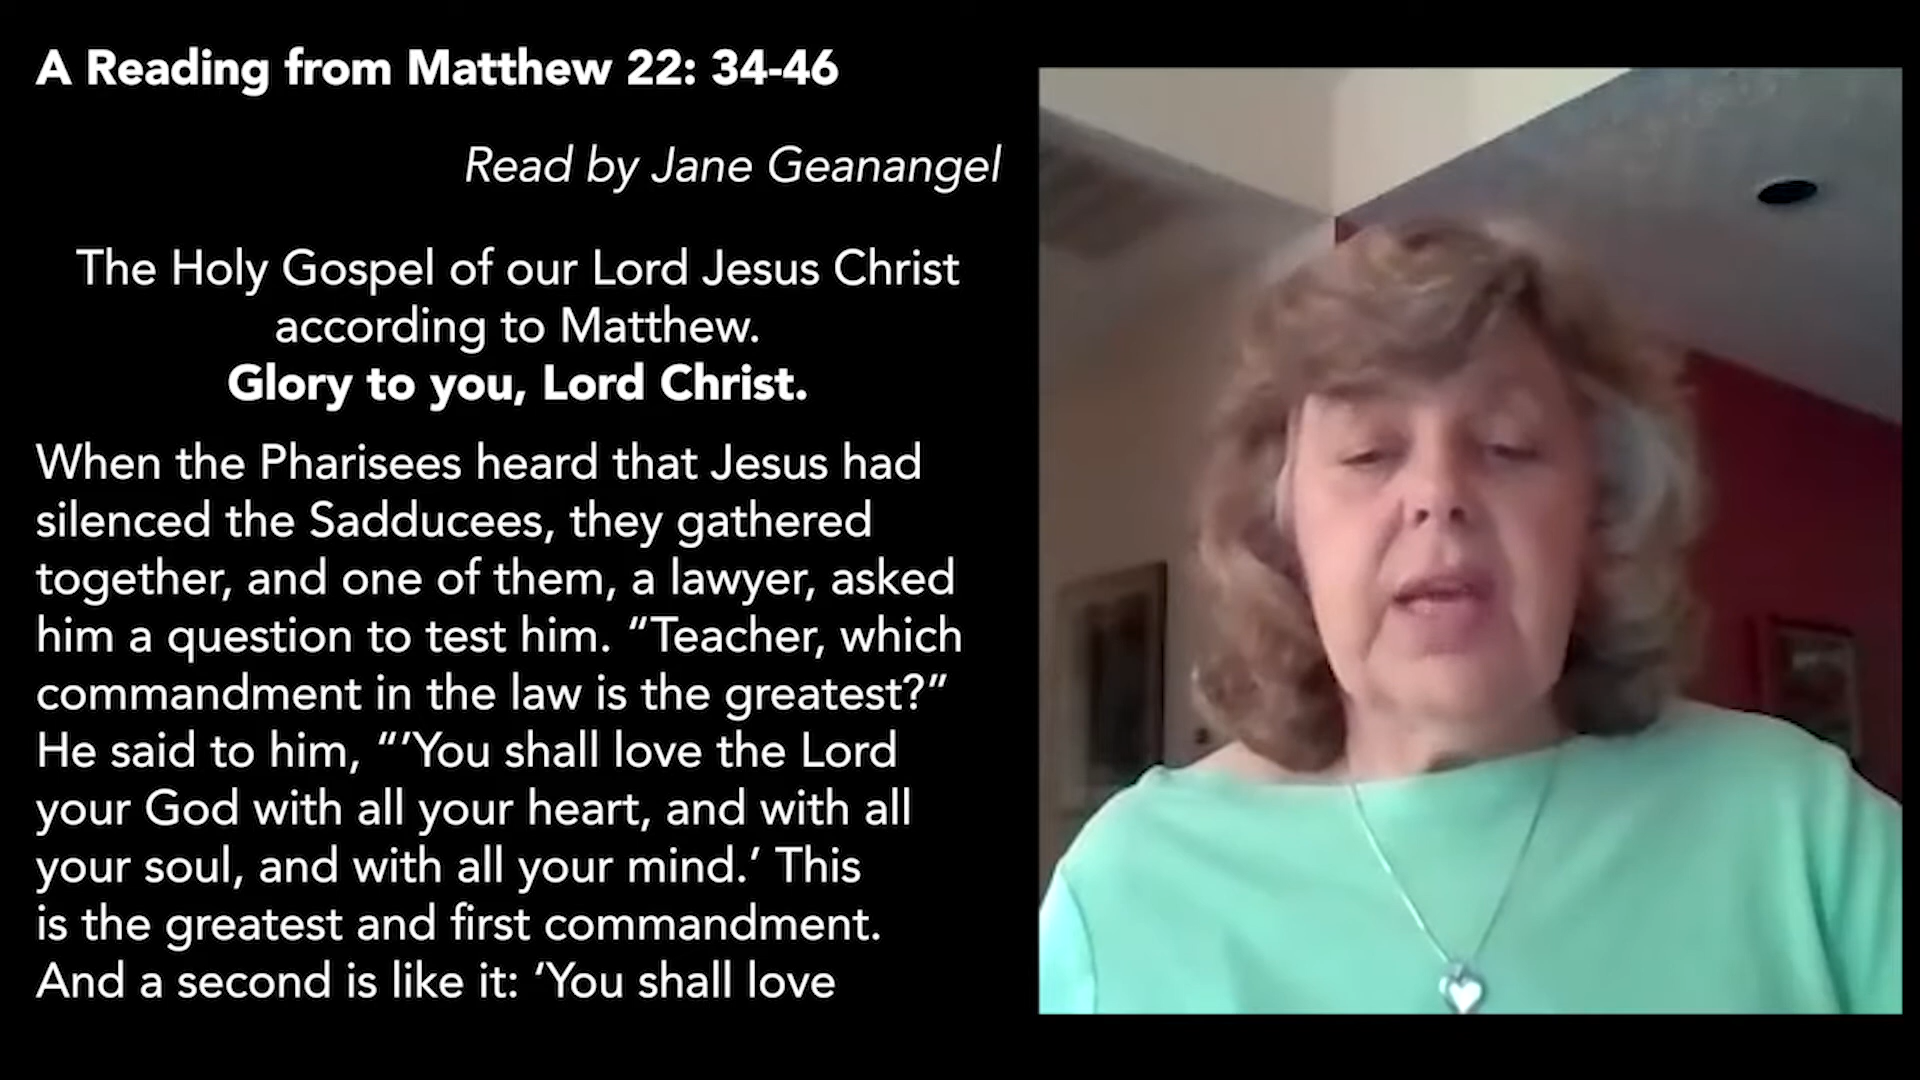 A Reading from Matthew 22: 34-46
Read by Jane Geanangel
The Holy Gospel of our Lord Jesus Christ
according to Matthew.
Glory to you, Lord Christ.
When the Pharisees heard that Jesus had
silenced the Sadducees, they gathered
together, and one of them, a lawyer, asked
him a question to test him. “Teacher, which
commandment in the law is the greatest?”
He said to him, “‘You shall love the Lord
your God with all your heart, and with all
your soul, and with all your mind.’ This
is the greatest and first commandment.
And a second is like it: ‘You shall love